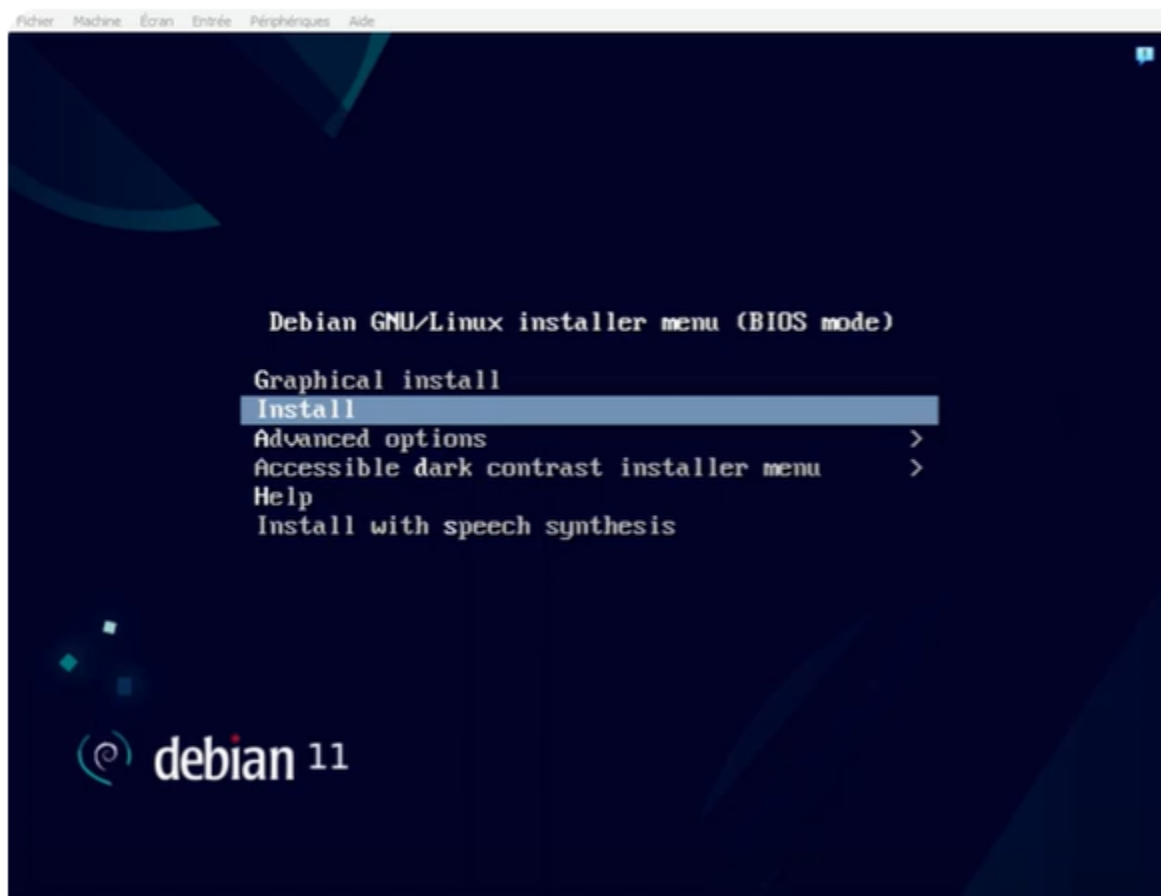 Fichier Machine Écran Entrée Périphériques Aide
Debian GNU/Linux installer menu (BIOS mode)
Graphical install
Install
Advanced options >
Accessible dark contrast installer menu >
Help
Install with speech synthesis
debian 11